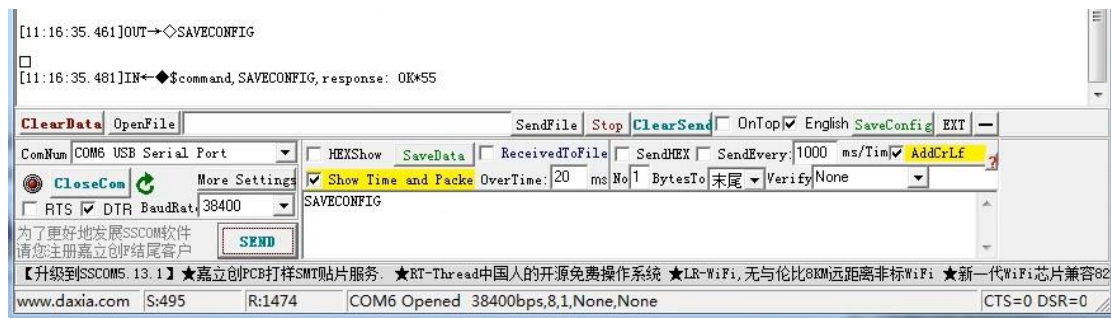 [11:16:35.461]OUT→◇SAVECONFIG
□
[11:16:35.481]IN←◆$command,SAVECONFIG,response: OK*55
ClearData OpenFile SendFile Stop ClearSend OnTop English SaveConfig EXT —
ComNum COM6 USB Serial Port HEXShow SaveData ReceivedToFile SendHEX SendEvery: 1000 ms/Tim AddCrLf ?
CloseCom More Settings Show Time and Packe OverTime: 20 ms No 1 BytesTo 末尾 Verify None
RTS DTR BaudRat 38400 SAVECONFIG
为了更好地发展SSCOM软件
请您注册嘉立创F结尾客户 SEND
【升级到SSCOM5.13.1】★嘉立创PCB打样SMT贴片服务. ★RT-Thread中国人的开源免费操作系统 ★LR-WiFi,无与伦比8KM远距离非标WiFi ★新一代WiFi芯片兼容82
www.daxia.com S:495 R:1474 COM6 Opened 38400bps,8,1,None,None CTS=0 DSR=0